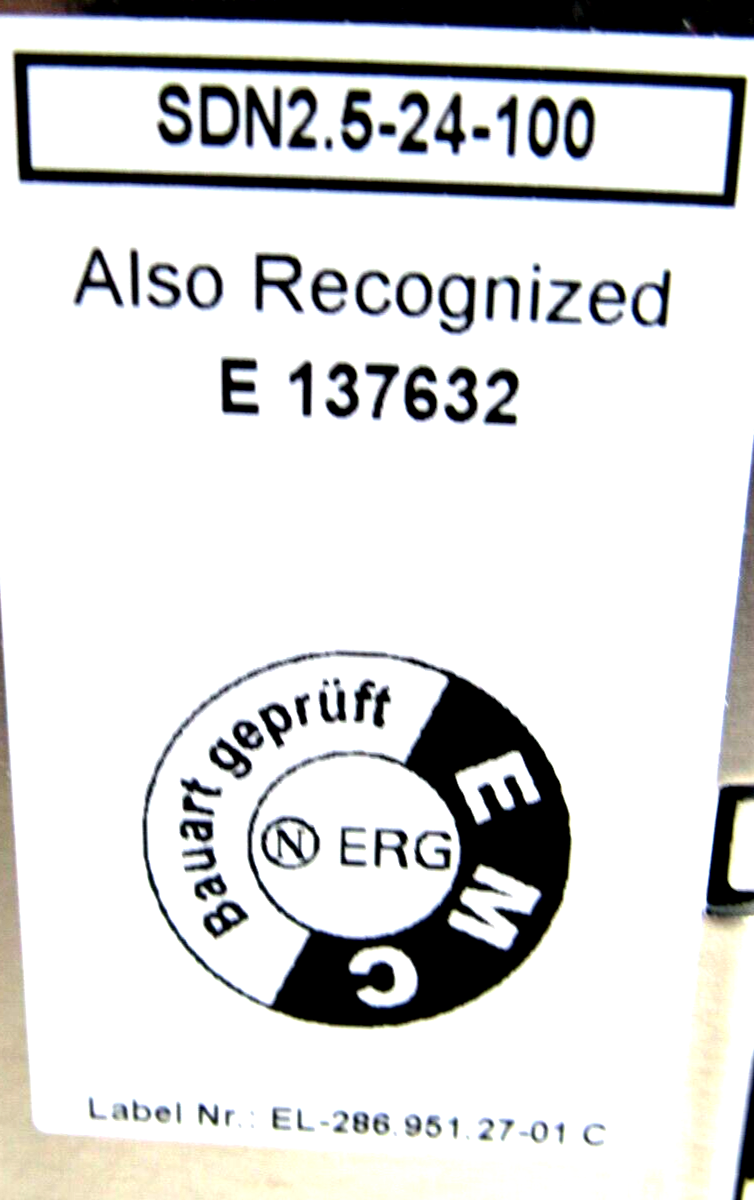 SDN2.5-24-100
Also Recognized
E 137632
Bauart geprüft
EMC
N ERG
Label Nr.: EL-286.951.27-01 C